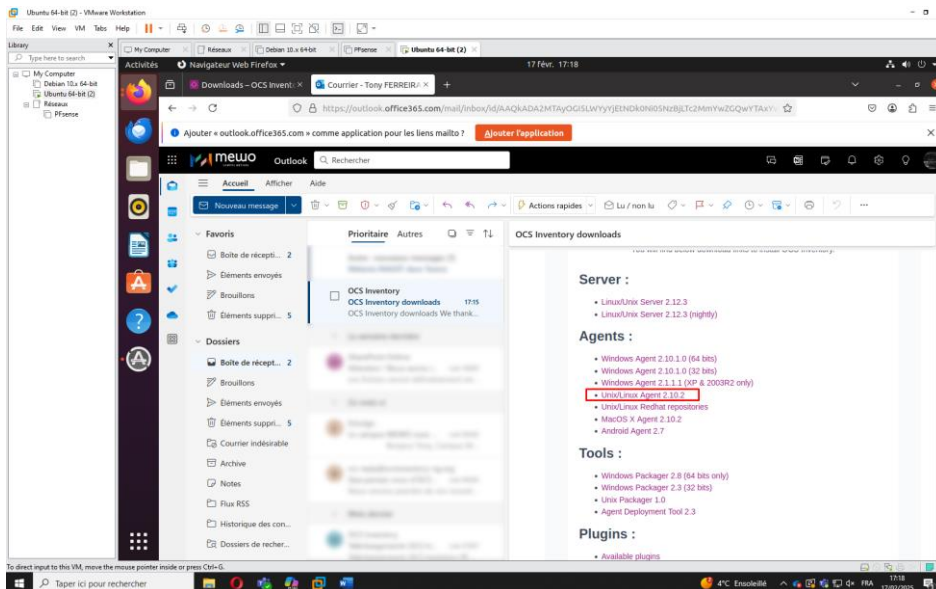 Ubuntu 64-bit (2) - VMware Workstation
File Edit View VM Tabs Help
Library
Type here to search
My Computer
Debian 10.x 64-bit
Ubuntu 64-bit (2)
Réseaux
PFsense
My Computer Réseaux Debian 10.x 64-bit PFsense Ubuntu 64-bit (2)
Activités Navigateur Web Firefox 17 févr. 17:18
Downloads – OCS Invent Courrier - Tony FERREIRA
https://outlook.office365.com/mail/inbox/id/
Ajouter « outlook.office365.com » comme application pour les liens mailto ? Ajouter l'application
mewo Outlook Rechercher
Accueil Afficher Aide
Nouveau message Actions rapides Lu / non lu
Favoris
Boîte de récepti... 2
Éléments envoyés
Brouillons
Éléments suppri... 5
Dossiers
Boîte de récept... 2
Brouillons
Éléments envoyés
Éléments suppri... 5
Courrier indésirable
Archive
Notes
Flux RSS
Historique des con...
Dossiers de recher...
Prioritaire Autres
OCS Inventory
OCS Inventory downloads 17:15
OCS Inventory downloads We thank...
OCS Inventory downloads
Server :
Linux/Unix Server 2.12.3
Linux/Unix Server 2.12.3 (nightly)
Agents :
Windows Agent 2.10.1.0 (64 bits)
Windows Agent 2.10.1.0 (32 bits)
Windows Agent 2.1.1.1 (XP & 2003R2 only)
Unix/Linux Agent 2.10.2
Unix/Linux Redhat repositories
MacOS X Agent 2.10.2
Android Agent 2.7
Tools :
Windows Packager 2.8 (64 bits only)
Windows Packager 2.3 (32 bits)
Unix Packager 1.0
Agent Deployment Tool 2.3
Plugins :
Available plugins
To direct input to this VM, move the mouse pointer inside or press Ctrl+G.
Taper ici pour rechercher
4°C Ensoleillé FRA 17:18
17/02/2025